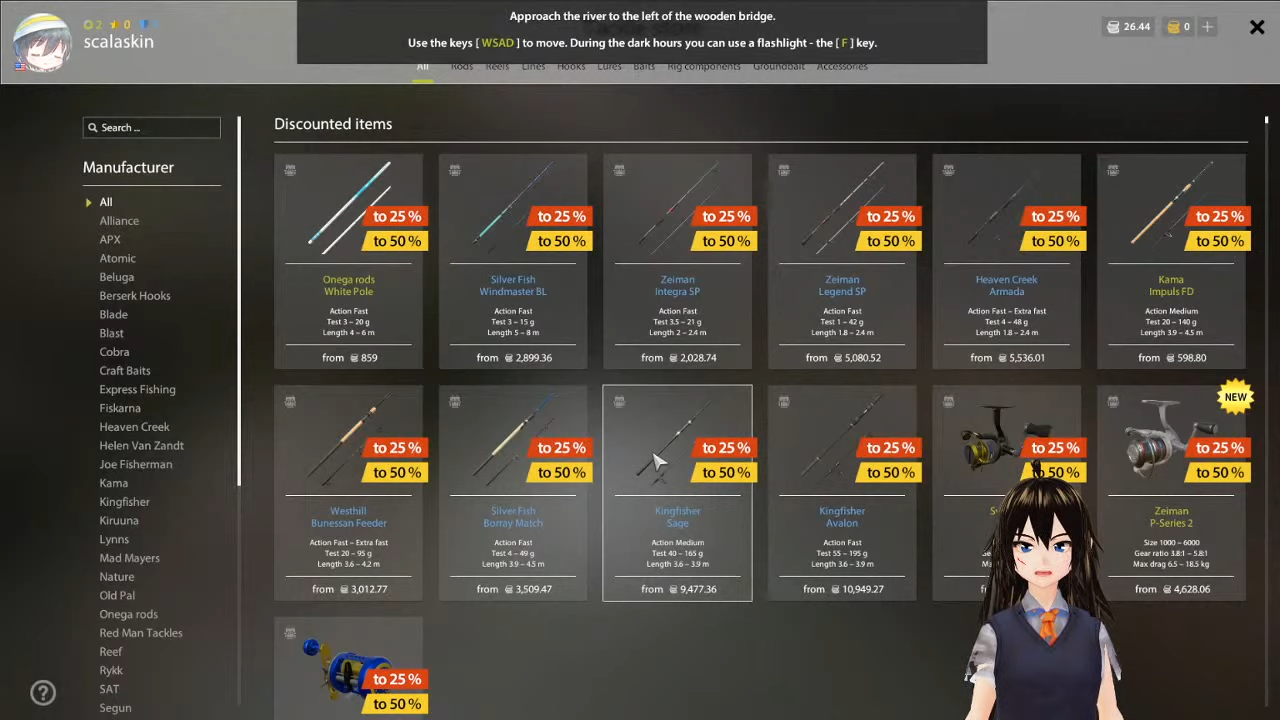 Approach the river to the left of the wooden bridge.
Use the keys [ WSAD ] to move. During the dark hours you can use a flashlight - the [ F ] key.
2 0
scalaskin
26.44 0
All Rods Reels Lines Hooks Lures Baits Rig components Groundbait Accessories
Search ...
Manufacturer
All
Alliance
APX
Atomic
Beluga
Berserk Hooks
Blade
Blast
Cobra
Craft Baits
Express Fishing
Fiskarna
Heaven Creek
Helen Van Zandt
Joe Fisherman
Kama
Kingfisher
Kiruuna
Lynns
Mad Mayers
Nature
Old Pal
Onega rods
Red Man Tackles
Reef
Rykk
SAT
Segun
Discounted items
to 25 %
to 50 %
Onega rods
White Pole
Action Fast
Test 3 – 20 g
Length 4 – 6 m
from 859
to 25 %
to 50 %
Silver Fish
Windmaster BL
Action Fast
Test 3 – 15 g
Length 5 – 8 m
from 2,899.36
to 25 %
to 50 %
Zeiman
Integra SP
Action Fast
Test 3.5 – 21 g
Length 2 – 2.4 m
from 2,028.74
to 25 %
to 50 %
Zeiman
Legend SP
Action Fast
Test 1 – 42 g
Length 1.8 – 2.4 m
from 5,080.52
to 25 %
to 50 %
Heaven Creek
Armada
Action Fast – Extra fast
Test 4 – 48 g
Length 1.8 – 2.4 m
from 5,536.01
to 25 %
to 50 %
Kama
Impuls FD
Action Medium
Test 20 – 140 g
Length 3.9 – 4.5 m
from 598.80
to 25 %
to 50 %
Westhill
Bunessan Feeder
Action Fast – Extra fast
Test 20 – 95 g
Length 3.6 – 4.2 m
from 3,012.77
to 25 %
to 50 %
Silver Fish
Borray Match
Action Fast
Test 4 – 49 g
Length 3.9 – 4.5 m
from 3,509.47
to 25 %
to 50 %
Kingfisher
Sage
Action Medium
Test 40 – 165 g
Length 3.6 – 3.9 m
from 9,477.36
to 25 %
to 50 %
Kingfisher
Avalon
Action Fast
Test 55 – 195 g
Length 3.6 – 3.9 m
from 10,949.27
to 25 %
to 50 %
NEW
to 25 %
to 50 %
Zeiman
P-Series 2
Size 1000 – 6000
Gear ratio 3.8:1 – 5.8:1
Max drag 6.5 – 18.5 kg
from 4,628.06
to 25 %
to 50 %
?